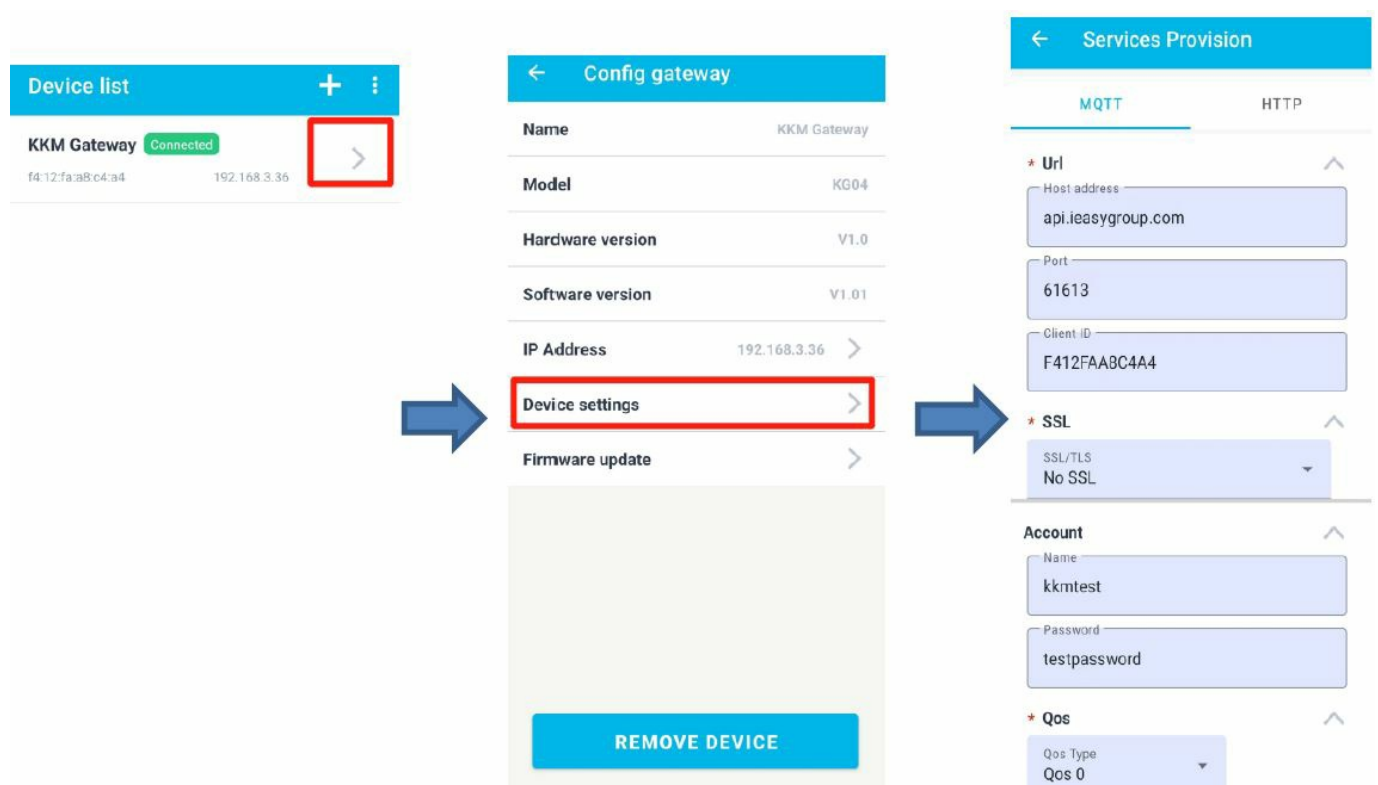 Device list
KKM Gateway Connected
f4:12:fa:a8:c4:a4 192.168.3.36
Config gateway
Name KKM Gateway
Model KG04
Hardware version V1.0
Software version V1.01
IP Address 192.168.3.36
Device settings
Firmware update
REMOVE DEVICE
Services Provision
MQTT HTTP
* Url
Host address
api.ieasygroup.com
Port
61613
Client ID
F412FAA8C4A4
* SSL
SSL/TLS
No SSL
Account
Name
kkmtest
Password
testpassword
* Qos
Qos Type
Qos 0